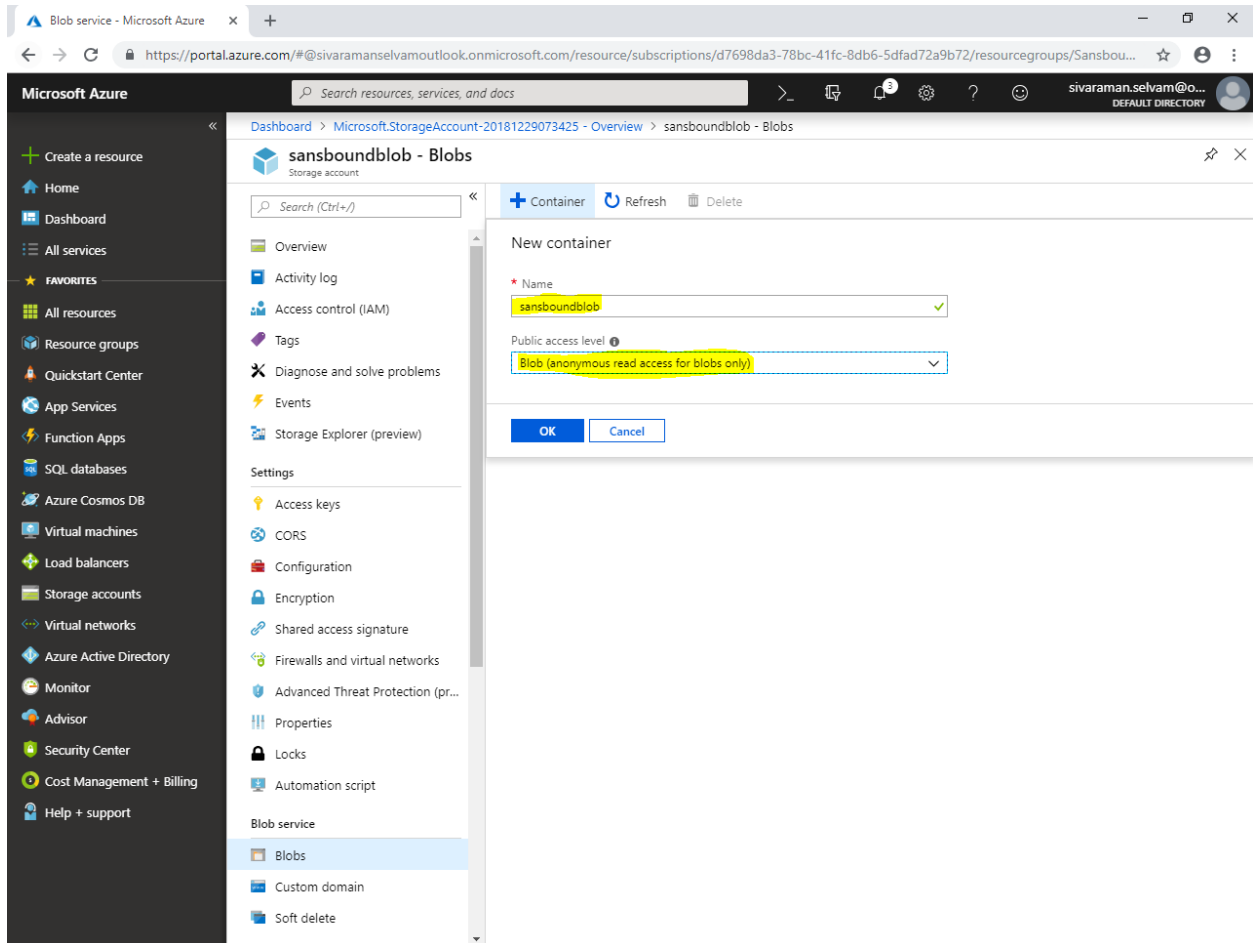 Blob service - Microsoft Azure
https://portal.azure.com/#@sivaramanselvamoutlook.onmicrosoft.com/resource/subscriptions/d7698da3-78bc-41fc-8db6-5dfad72a9b72/resourcegroups/Sansbou...
Microsoft Azure
Search resources, services, and docs
3
sivaraman.selvam@o...
DEFAULT DIRECTORY
Create a resource
Home
Dashboard
All services
FAVORITES
All resources
Resource groups
Quickstart Center
App Services
Function Apps
SQL databases
Azure Cosmos DB
Virtual machines
Load balancers
Storage accounts
Virtual networks
Azure Active Directory
Monitor
Advisor
Security Center
Cost Management + Billing
Help + support
Dashboard > Microsoft.StorageAccount-20181229073425 - Overview > sansboundblob - Blobs
sansboundblob - Blobs
Storage account
Search (Ctrl+/)
Overview
Activity log
Access control (IAM)
Tags
Diagnose and solve problems
Events
Storage Explorer (preview)
Settings
Access keys
CORS
Configuration
Encryption
Shared access signature
Firewalls and virtual networks
Advanced Threat Protection (pr...
Properties
Locks
Automation script
Blob service
Blobs
Custom domain
Soft delete
Container
Refresh
Delete
New container
* Name
sansboundblob
Public access level
Blob (anonymous read access for blobs only)
OK
Cancel